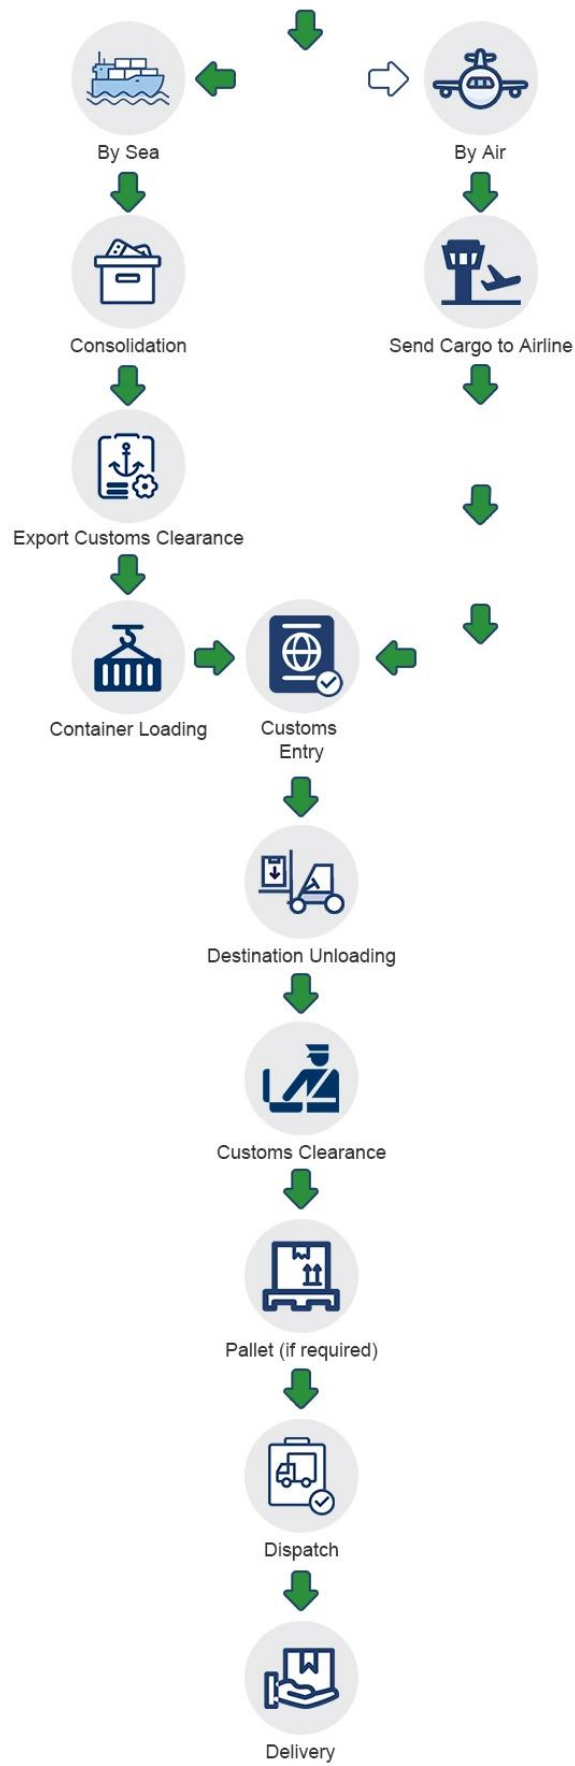 By Sea
By Air
Consolidation
Send Cargo to Airline
Export Customs Clearance
Container Loading
Customs
Entry
Destination Unloading
Customs Clearance
Pallet (if required)
Dispatch
Delivery